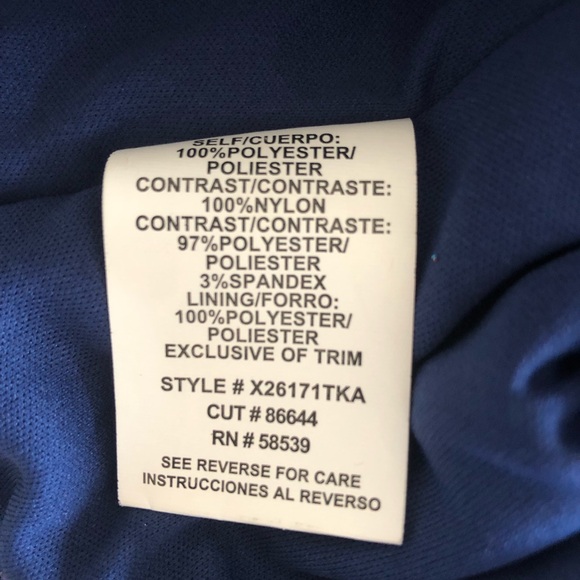 SELF/CUERPO:
100%POLYESTER/
POLIESTER
CONTRAST/CONTRASTE:
100%NYLON
CONTRAST/CONTRASTE:
97%POLYESTER/
POLIESTER
3%SPANDEX
LINING/FORRO:
100%POLYESTER/
POLIESTER
EXCLUSIVE OF TRIM
STYLE # X26171TKA
CUT # 86644
RN # 58539
SEE REVERSE FOR CARE
INSTRUCCIONES AL REVERSO